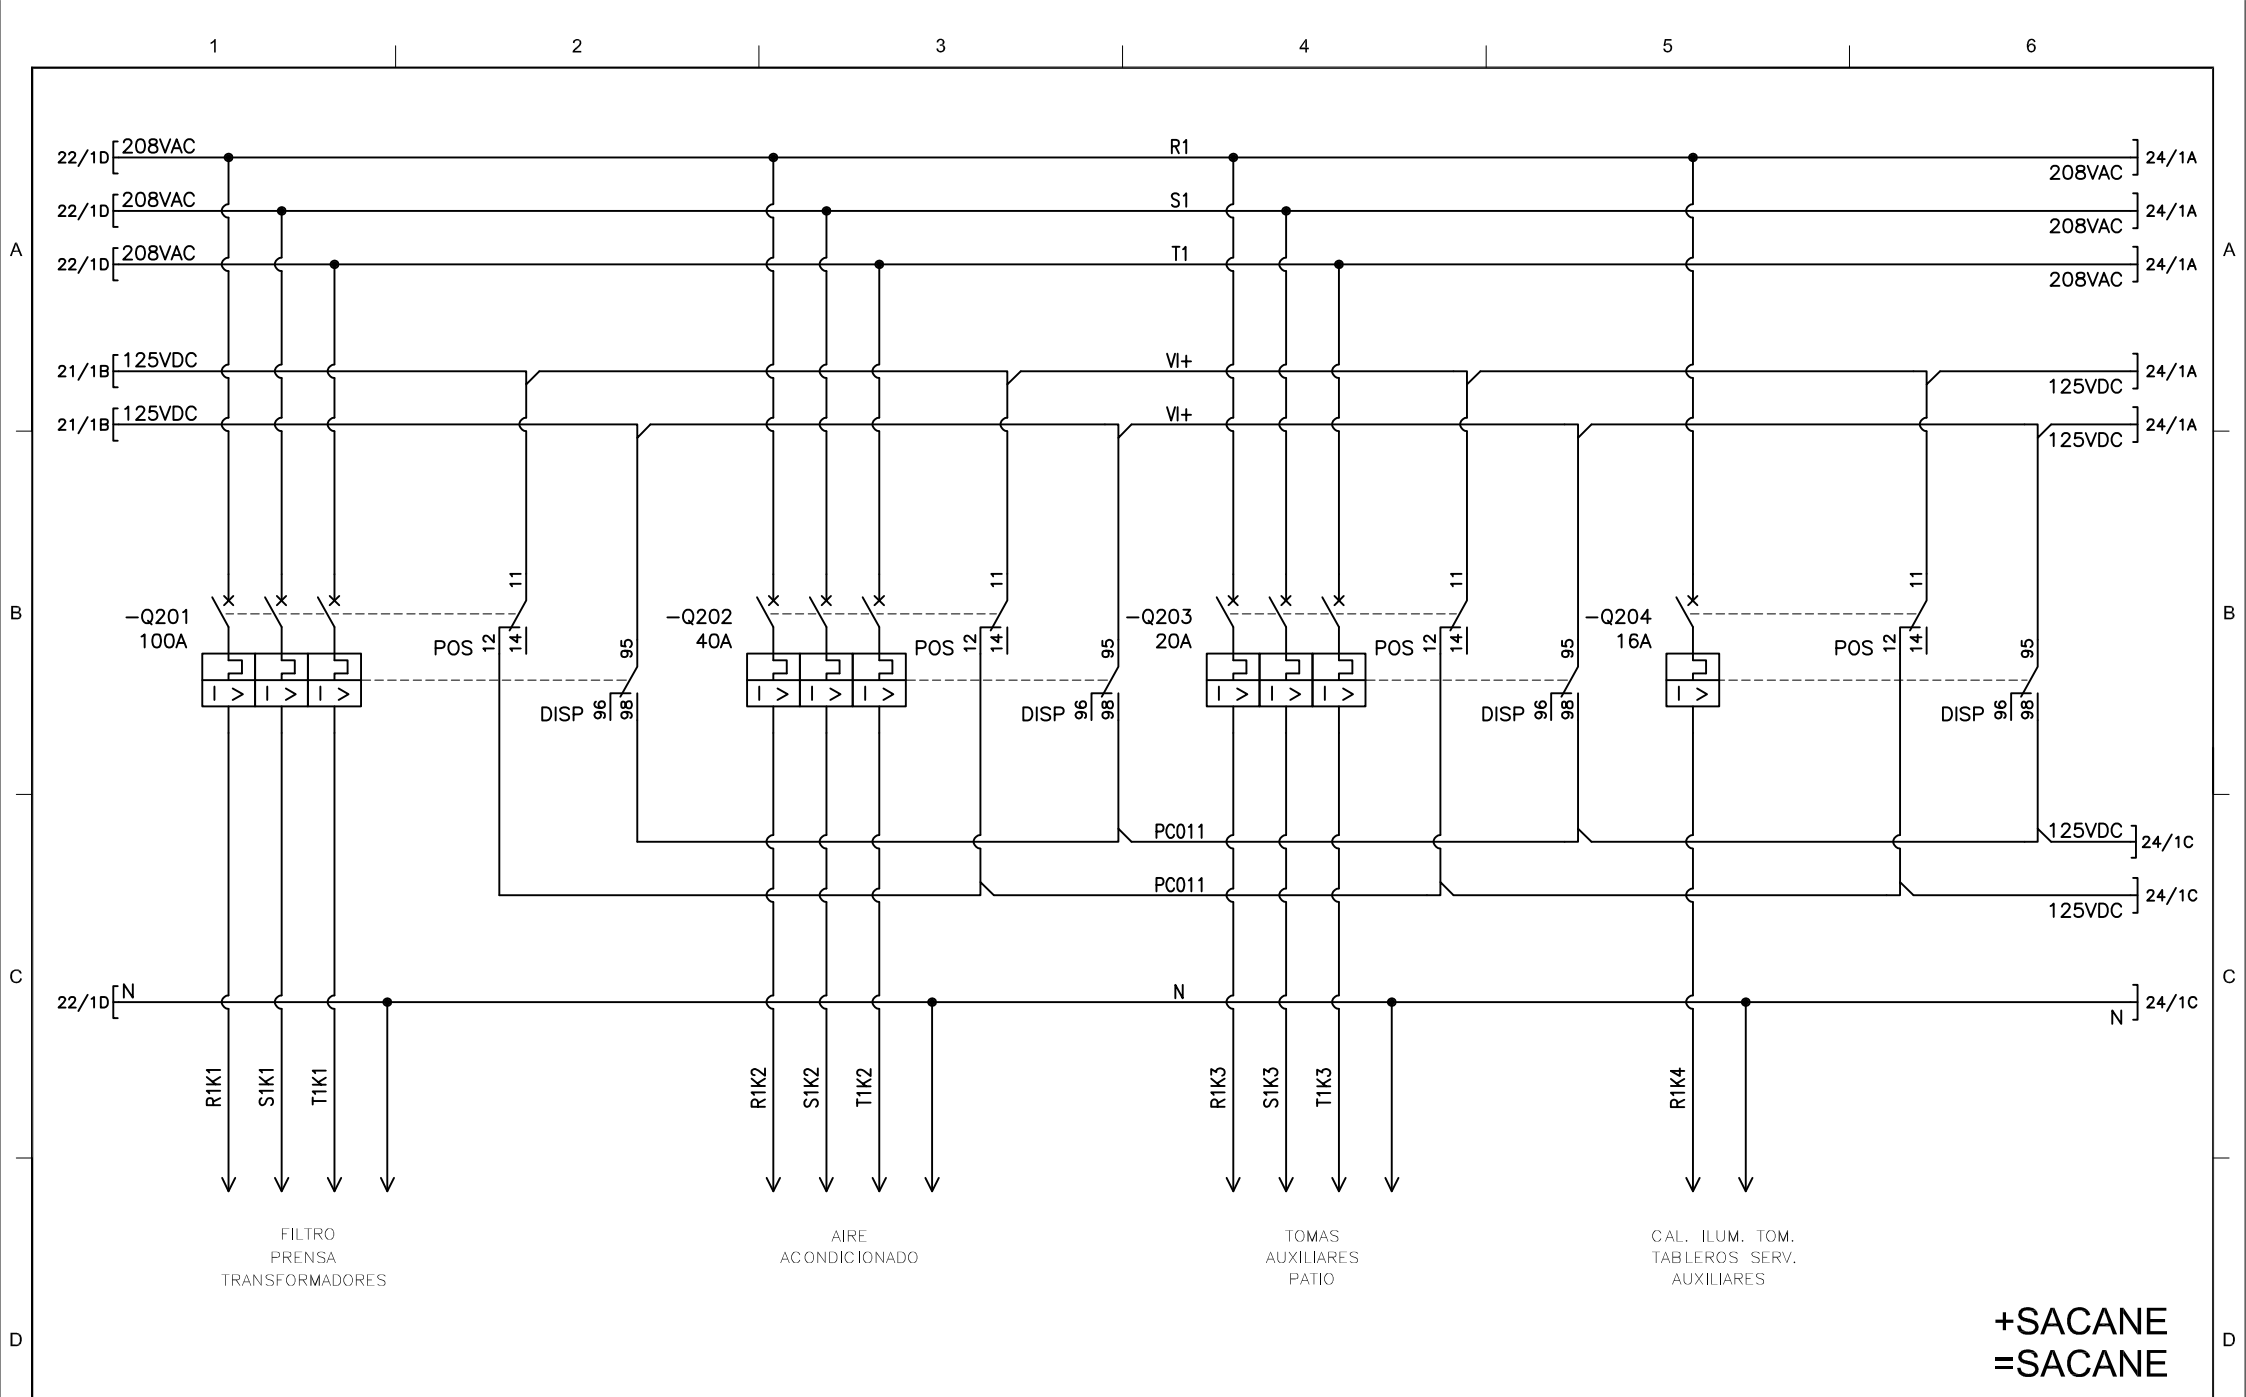 1 2 3 4 5 6
22/1D 208VAC R1 208VAC 24/1A
22/1D 208VAC S1 208VAC 24/1A
A A
22/1D 208VAC T1 208VAC 24/1A
21/1B 125VDC VI+ 125VDC 24/1A
21/1B 125VDC VI+ 125VDC 24/1A
11 11 11 11
B B
-Q201 -Q202 -Q203 -Q204
100A 40A 20A 16A
POS 12 14 95 POS 12 14 95 POS 12 14 95 POS 12 14 95
I > I > I > I > I > I > I > I > I > I >
DISP 96 98 DISP 96 98 DISP 96 98 DISP 96 98
PC011 125VDC 24/1C
PC011 125VDC 24/1C
C C
22/1D N N N 24/1C
R1K1 S1K1 T1K1 R1K2 S1K2 T1K2 R1K3 S1K3 T1K3 R1K4
FILTRO
PRENSA
TRANSFORMADORES
AIRE
ACONDICIONADO
TOMAS
AUXILIARES
PATIO
CAL. ILUM. TOM.
TABLEROS SERV.
AUXILIARES
+SACANE
=SACANE
D D